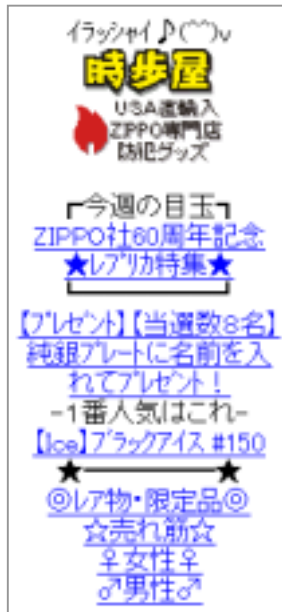 ｲﾗｯｼｬｲ♪(^^)v
時歩屋
USA直輸入
ZIPPO専門店
防犯グッズ
┏今週の目玉┓
ZIPPO社60周年記念
★ﾚﾌﾟﾘｶ特集★
┗━━━━━┛
【ﾌﾟﾚｾﾞﾝﾄ】【当選数8名】
純銀ﾌﾟﾚｰﾄに名前を入
れてﾌﾟﾚｾﾞﾝﾄ!
-1番人気はこれ-
【Ice】ﾌﾞﾗｯｸｱｲｽ #150
★━━━━━★
◎ﾚｱ物・限定品◎
☆売れ筋☆
♀女性♀
♂男性♂